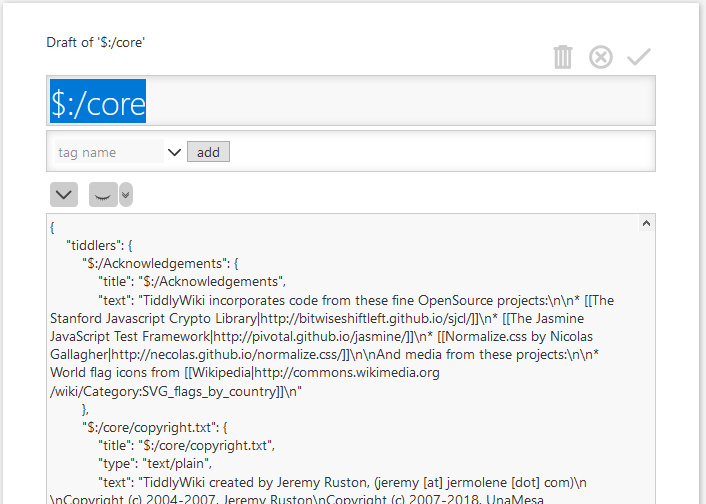 Draft of '$:/core'
$:/core
tag name
add
{
"tiddlers": {
"$:/Acknowledgements": {
"title": "$:/Acknowledgements",
"text": "TiddlyWiki incorporates code from these fine OpenSource projects:\n\n* [[The
Stanford Javascript Crypto Library|http://bitwiseshiftleft.github.io/sjcl/]]\n* [[The Jasmine
JavaScript Test Framework|http://pivotal.github.io/jasmine/]]\n* [[Normalize.css by Nicolas
Gallagher|http://necolas.github.io/normalize.css/]]\n\nAnd media from these projects:\n\n*
World flag icons from [[Wikipedia|http://commons.wikimedia.org
/wiki/Category:SVG_flags_by_country]]\n"
},
"$:/core/copyright.txt": {
"title": "$:/core/copyright.txt",
"type": "text/plain",
"text": "TiddlyWiki created by Jeremy Ruston, (jeremy [at] jermolene [dot] com)\n
\nCopyright (c) 2004-2007, Jeremy Ruston\nCopyright (c) 2007-2018, UnaMesa